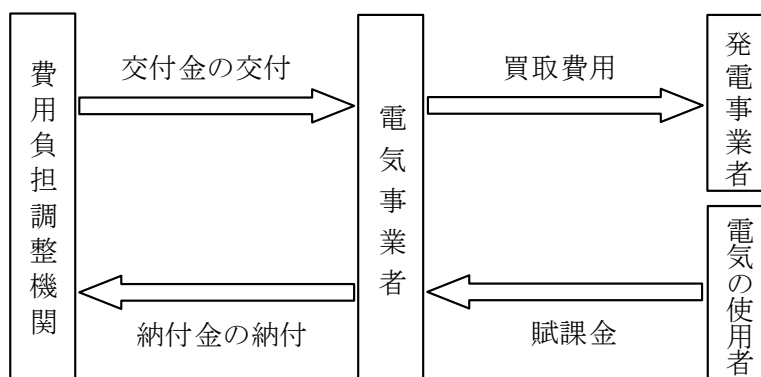 費用負担調整機関
交付金の交付
納付金の納付
電気事業者
買取費用
賦課金
発電事業者
電気の使用者